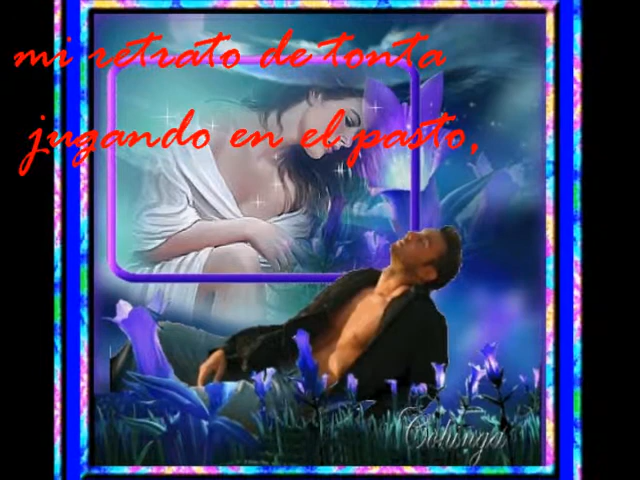 mi retrato de tonta
jugando en el pasto,